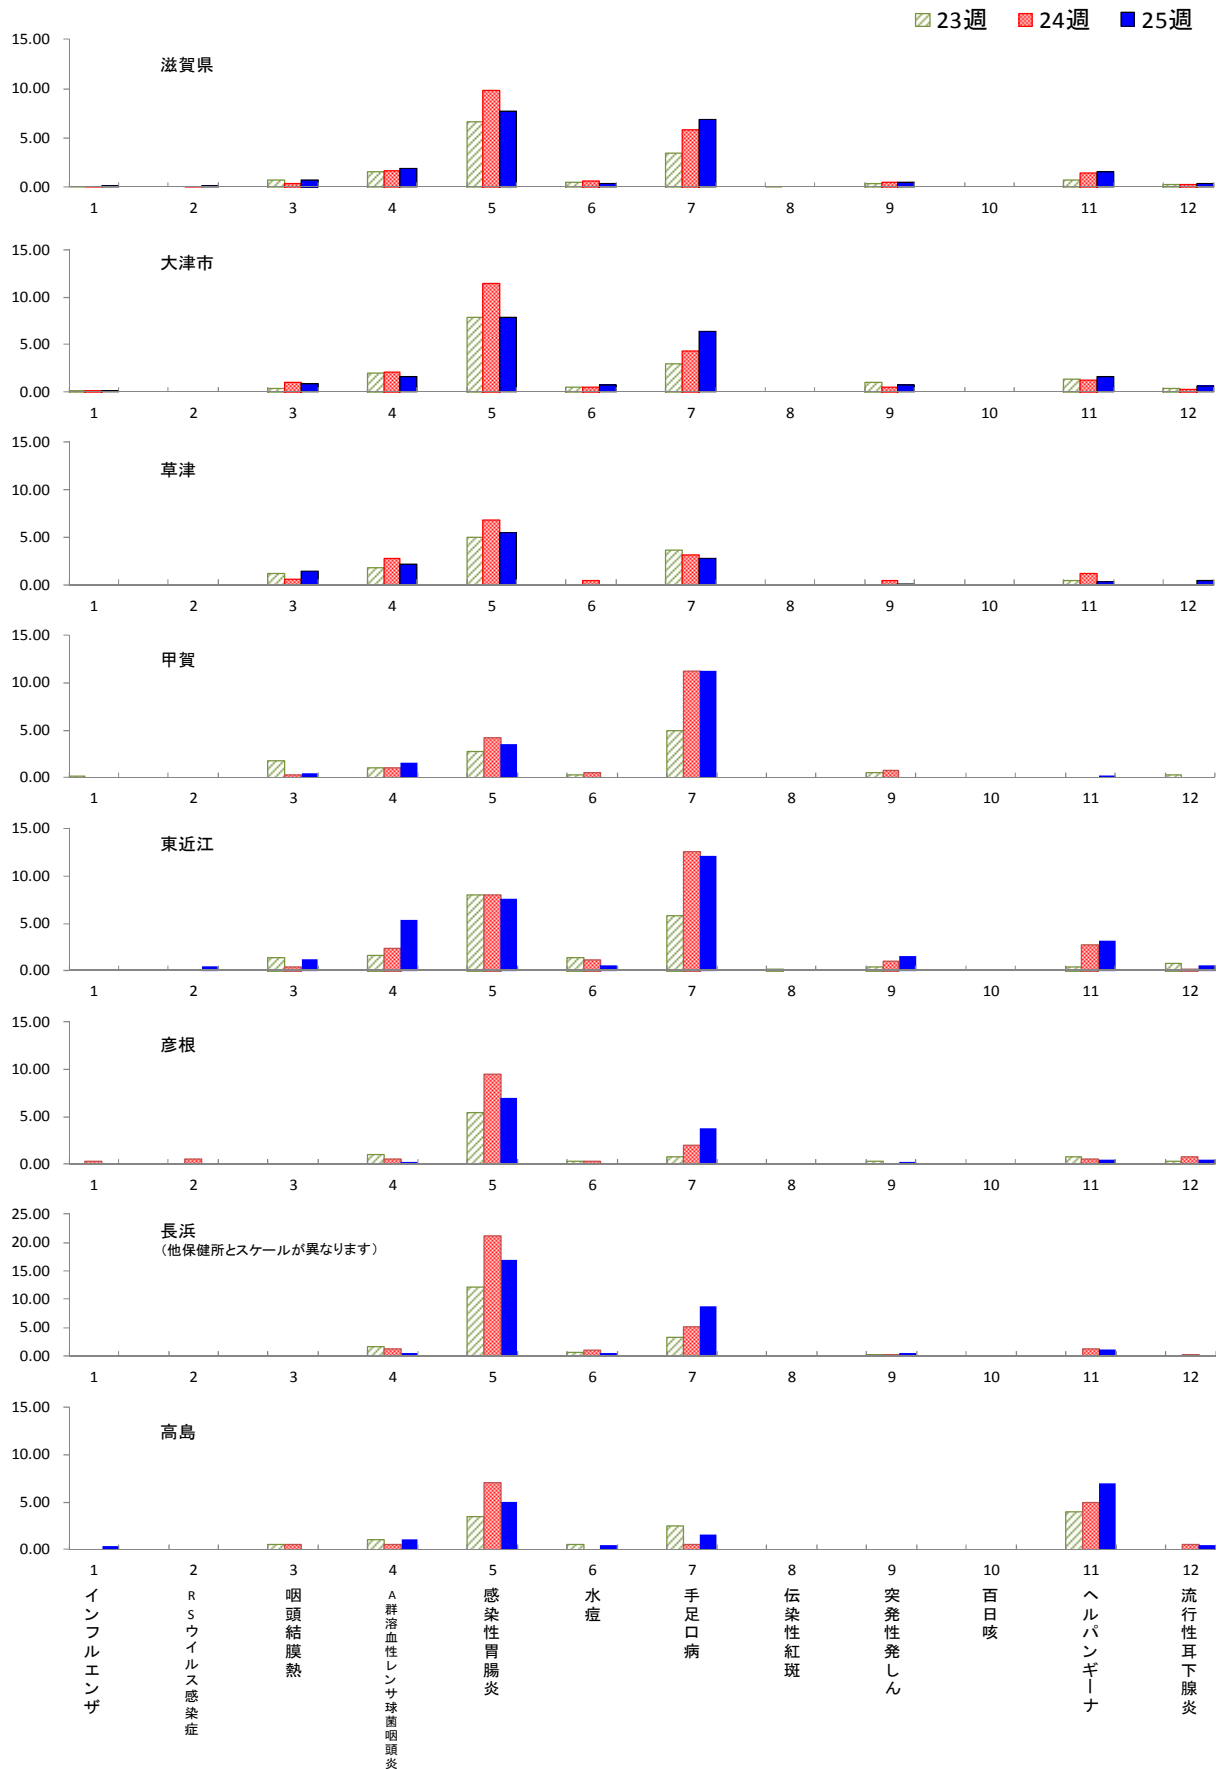 23週 24週 25週
15.00
滋賀県
10.00
5.00
0.00
1 2 3 4 5 6 7 8 9 10 11 12
15.00
大津市
10.00
5.00
0.00
1 2 3 4 5 6 7 8 9 10 11 12
15.00
草津
10.00
5.00
0.00
1 2 3 4 5 6 7 8 9 10 11 12
15.00
甲賀
10.00
5.00
0.00
1 2 3 4 5 6 7 8 9 10 11 12
15.00
東近江
10.00
5.00
0.00
1 2 3 4 5 6 7 8 9 10 11 12
15.00
彦根
10.00
5.00
0.00
1 2 3 4 5 6 7 8 9 10 11 12
25.00
長浜
20.00
（他保健所とスケールが異なります）
15.00
10.00
5.00
0.00
1 2 3 4 5 6 7 8 9 10 11 12
15.00
高島
10.00
5.00
0.00
1 2 3 4 5 6 7 8 9 10 11 12
インフルエンザ
RSウイルス感染症
咽頭結膜熱
A群溶血性レンサ球菌咽頭炎
感染性胃腸炎
水痘
手足口病
伝染性紅斑
突発性発しん
百日咳
ヘルパンギーナ
流行性耳下腺炎